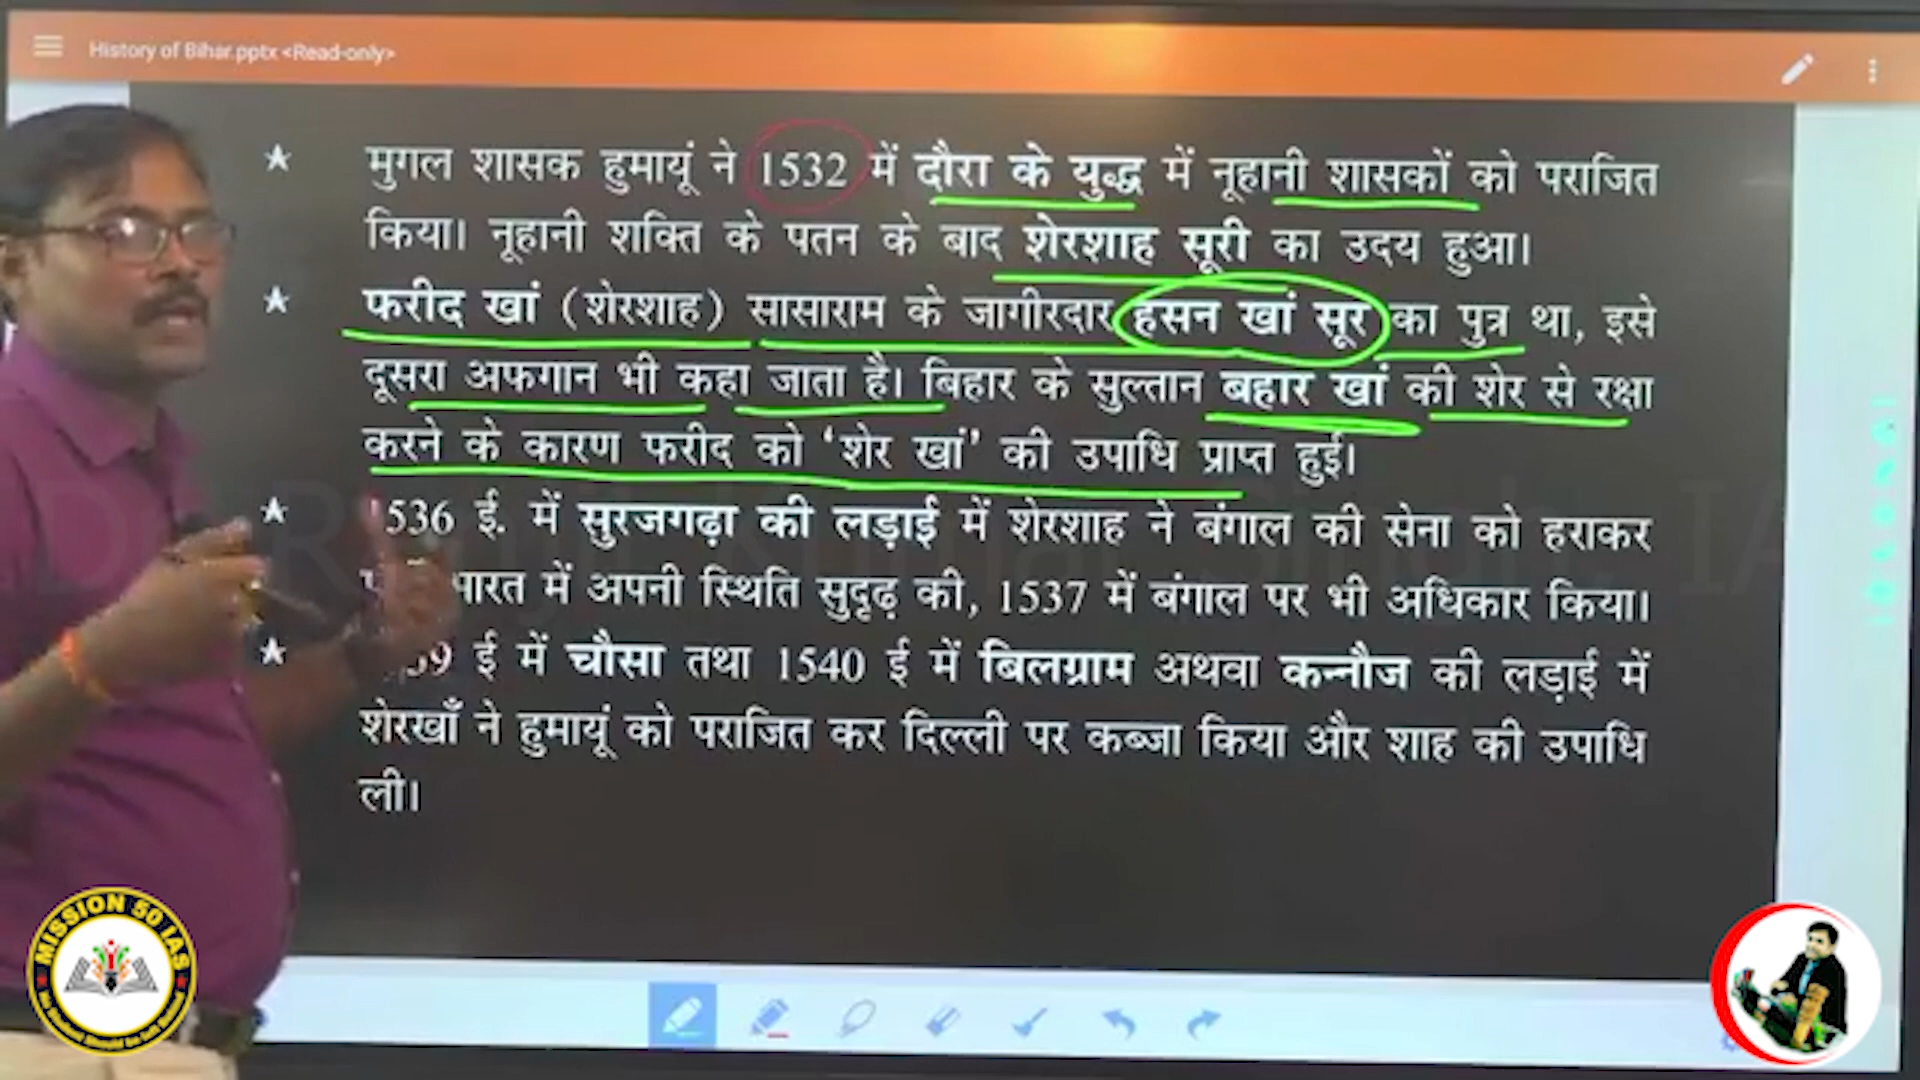 History of Bihar.pptx <Read-only>
★ मुगल शासक हुमायूं ने 1532 में दौरा के युद्ध में नूहानी शासकों को पराजित
किया। नूहानी शक्ति के पतन के बाद शेरशाह सूरी का उदय हुआ।
★ फरीद खां (शेरशाह) सासाराम के जागीरदार हसन खां सूर का पुत्र था, इसे
दूसरा अफगान भी कहा जाता है। बिहार के सुल्तान बहार खां की शेर से रक्षा
करने के कारण फरीद को ‘शेर खां’ की उपाधि प्राप्त हुई।
★ 1536 ई. में सुरजगढ़ा की लड़ाई में शेरशाह ने बंगाल की सेना को हराकर
में अपनी स्थिति सुदृढ़ की, 1537 में बंगाल पर भी अधिकार किया।
★ ई में चौसा तथा 1540 ई में बिलग्राम अथवा कन्नौज की लड़ाई में
शेरखाँ ने हुमायूं को पराजित कर दिल्ली पर कब्जा किया और शाह की उपाधि
ली।
MISSION 50 IAS